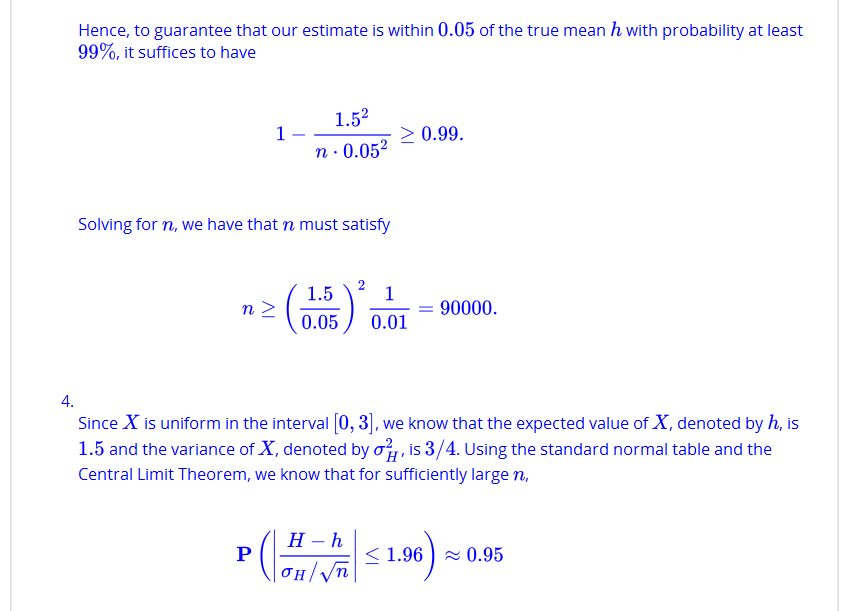 Hence, to guarantee that our estimate is within 0.05 of the true mean h with probability at least
99%, it suffices to have
1 − 1.5² / (n · 0.05²) ≥ 0.99.
Solving for n, we have that n must satisfy
n ≥ (1.5 / 0.05)² 1 / 0.01 = 90000.
4.
Since X is uniform in the interval [0, 3], we know that the expected value of X, denoted by h, is
1.5 and the variance of X, denoted by σ²_H, is 3/4. Using the standard normal table and the
Central Limit Theorem, we know that for sufficiently large n,
P(|(H − h) / (σ_H/√n)| ≤ 1.96) ≈ 0.95